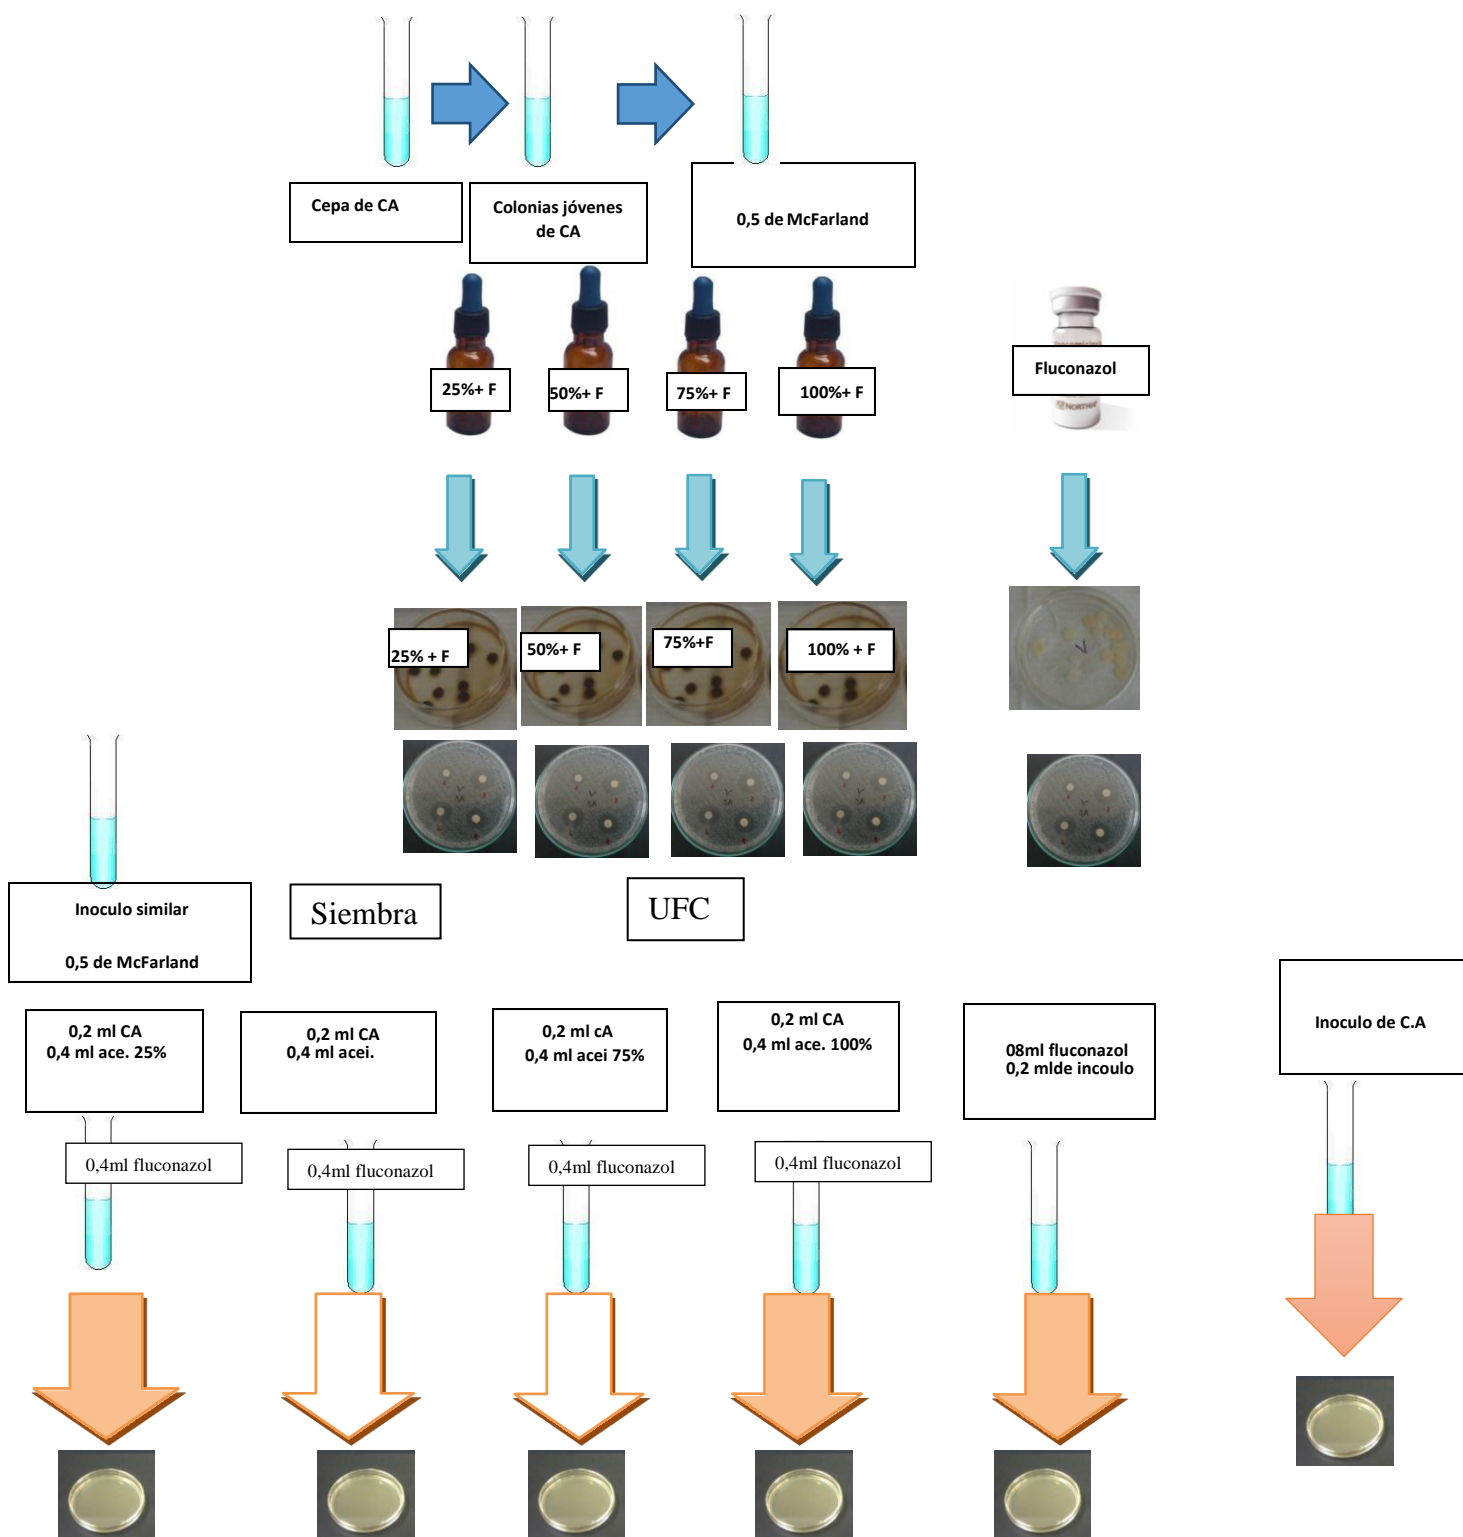 Cepa de CA
Colonias jóvenes
de CA
0,5 de McFarland
25%+ F
50%+ F
75%+ F
100%+ F
Fluconazol
NORTHIA
25% + F
50%+ F
75%+F
100% + F
Inoculo similar
0,5 de McFarland
Siembra
UFC
Inoculo de C.A
0,2 ml CA
0,4 ml ace. 25%
0,2 ml CA
0,4 ml acei.
0,2 ml cA
0,4 ml acei 75%
0,2 ml CA
0,4 ml ace. 100%
08ml fluconazol
0,2 mlde incoulo
0,4ml fluconazol
0,4ml fluconazol
0,4ml fluconazol
0,4ml fluconazol